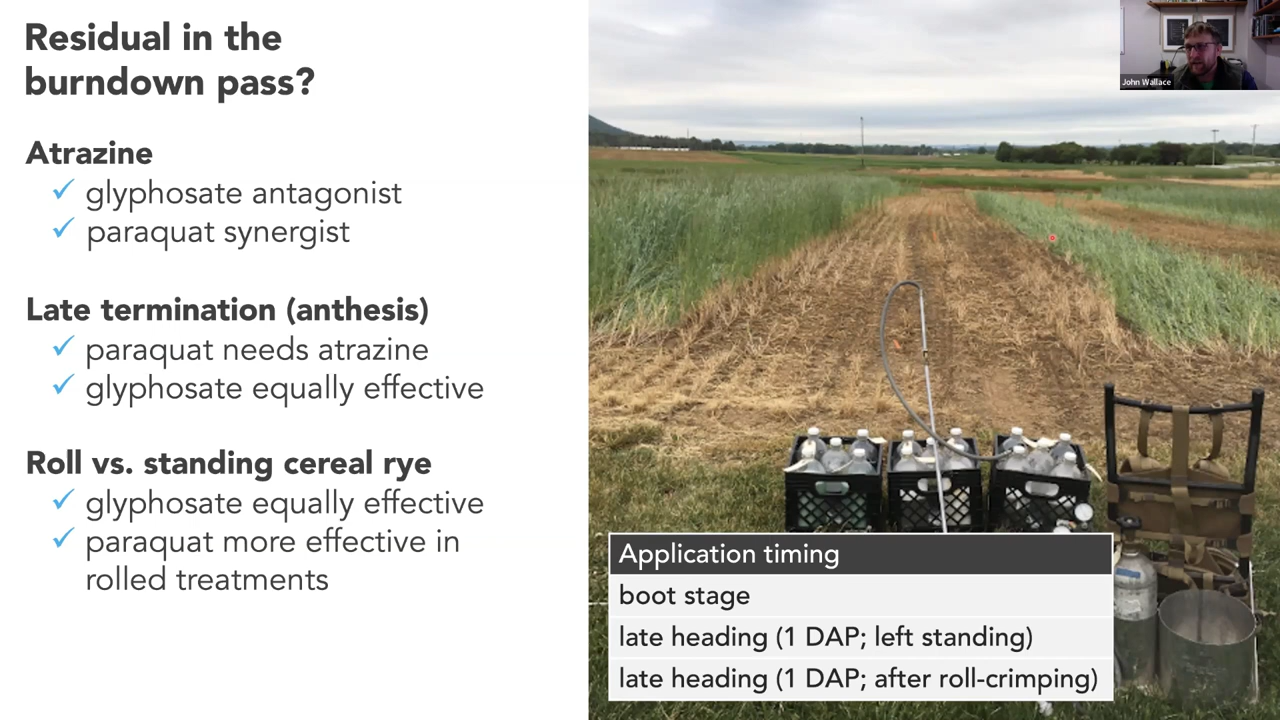 Residual in the
burndown pass?
Atrazine
✓ glyphosate antagonist
✓ paraquat synergist
Late termination (anthesis)
✓ paraquat needs atrazine
✓ glyphosate equally effective
Roll vs. standing cereal rye
✓ glyphosate equally effective
✓ paraquat more effective in
rolled treatments
John Wallace
Application timing
boot stage
late heading (1 DAP; left standing)
late heading (1 DAP; after roll-crimping)